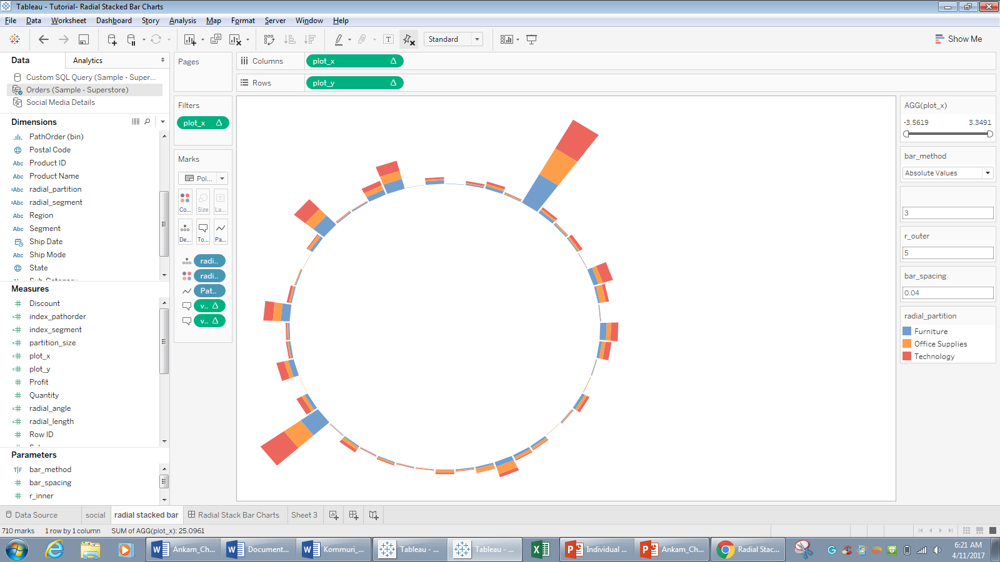 Tableau - Tutorial- Radial Stacked Bar Charts
File Data Worksheet Dashboard Story Analysis Map Format Server Window Help
Standard
Show Me
Data
Analytics
Custom SQL Query (Sample - Super...
Orders (Sample - Superstore)
Social Media Details
Dimensions
PathOrder (bin)
Postal Code
Abc Product ID
Abc Product Name
=Abc radial_partition
=Abc radial_segment
Abc Region
Abc Segment
Ship Date
Abc Ship Mode
State
Measures
Discount
index_pathorder
index_segment
partition_size
plot_x
plot_y
Profit
Quantity
radial_angle
radial_length
Row ID
Parameters
T|F bar_method
bar_spacing
r_inner
Pages
Filters
plot_x Δ
Marks
Pol...
Co...
Size
La...
De...
To...
Pa...
radi..
radi..
Pat..
v.. Δ
v.. Δ
Columns
plot_x Δ
Rows
plot_y Δ
AGG(plot_x)
-3.5619 3.3491
bar_method
Absolute Values
3
r_outer
5
bar_spacing
0.04
radial_partition
Furniture
Office Supplies
Technology
Data Source
social
radial stacked bar
Radial Stack Bar Charts
Sheet 3
710 marks 1 row by 1 column SUM of AGG(plot_x): 25.0961
Ankam_Ch...
Document...
Kommuri_...
Tableau - ...
Tableau - ...
Individual ...
Ankam_Ch...
Radial Stac...
6:21 AM
4/11/2017